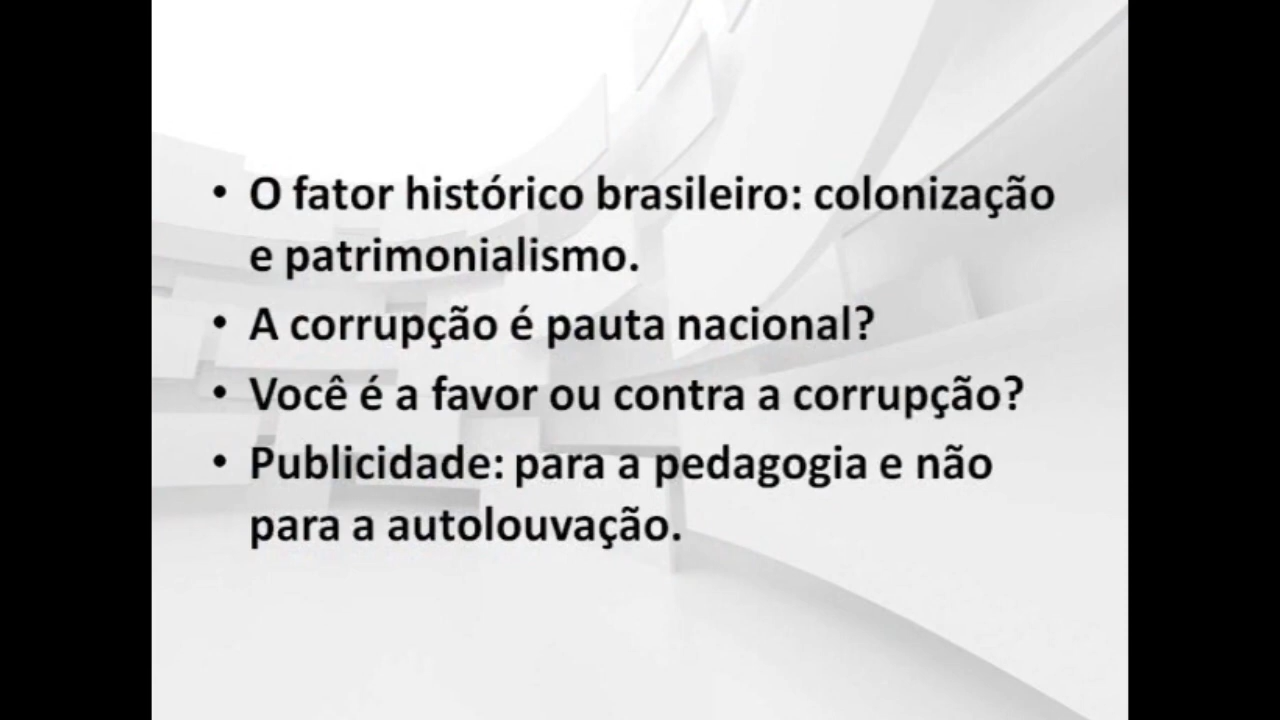 • O fator histórico brasileiro: colonização
e patrimonialismo.
• A corrupção é pauta nacional?
• Você é a favor ou contra a corrupção?
• Publicidade: para a pedagogia e não
para a autolouvação.